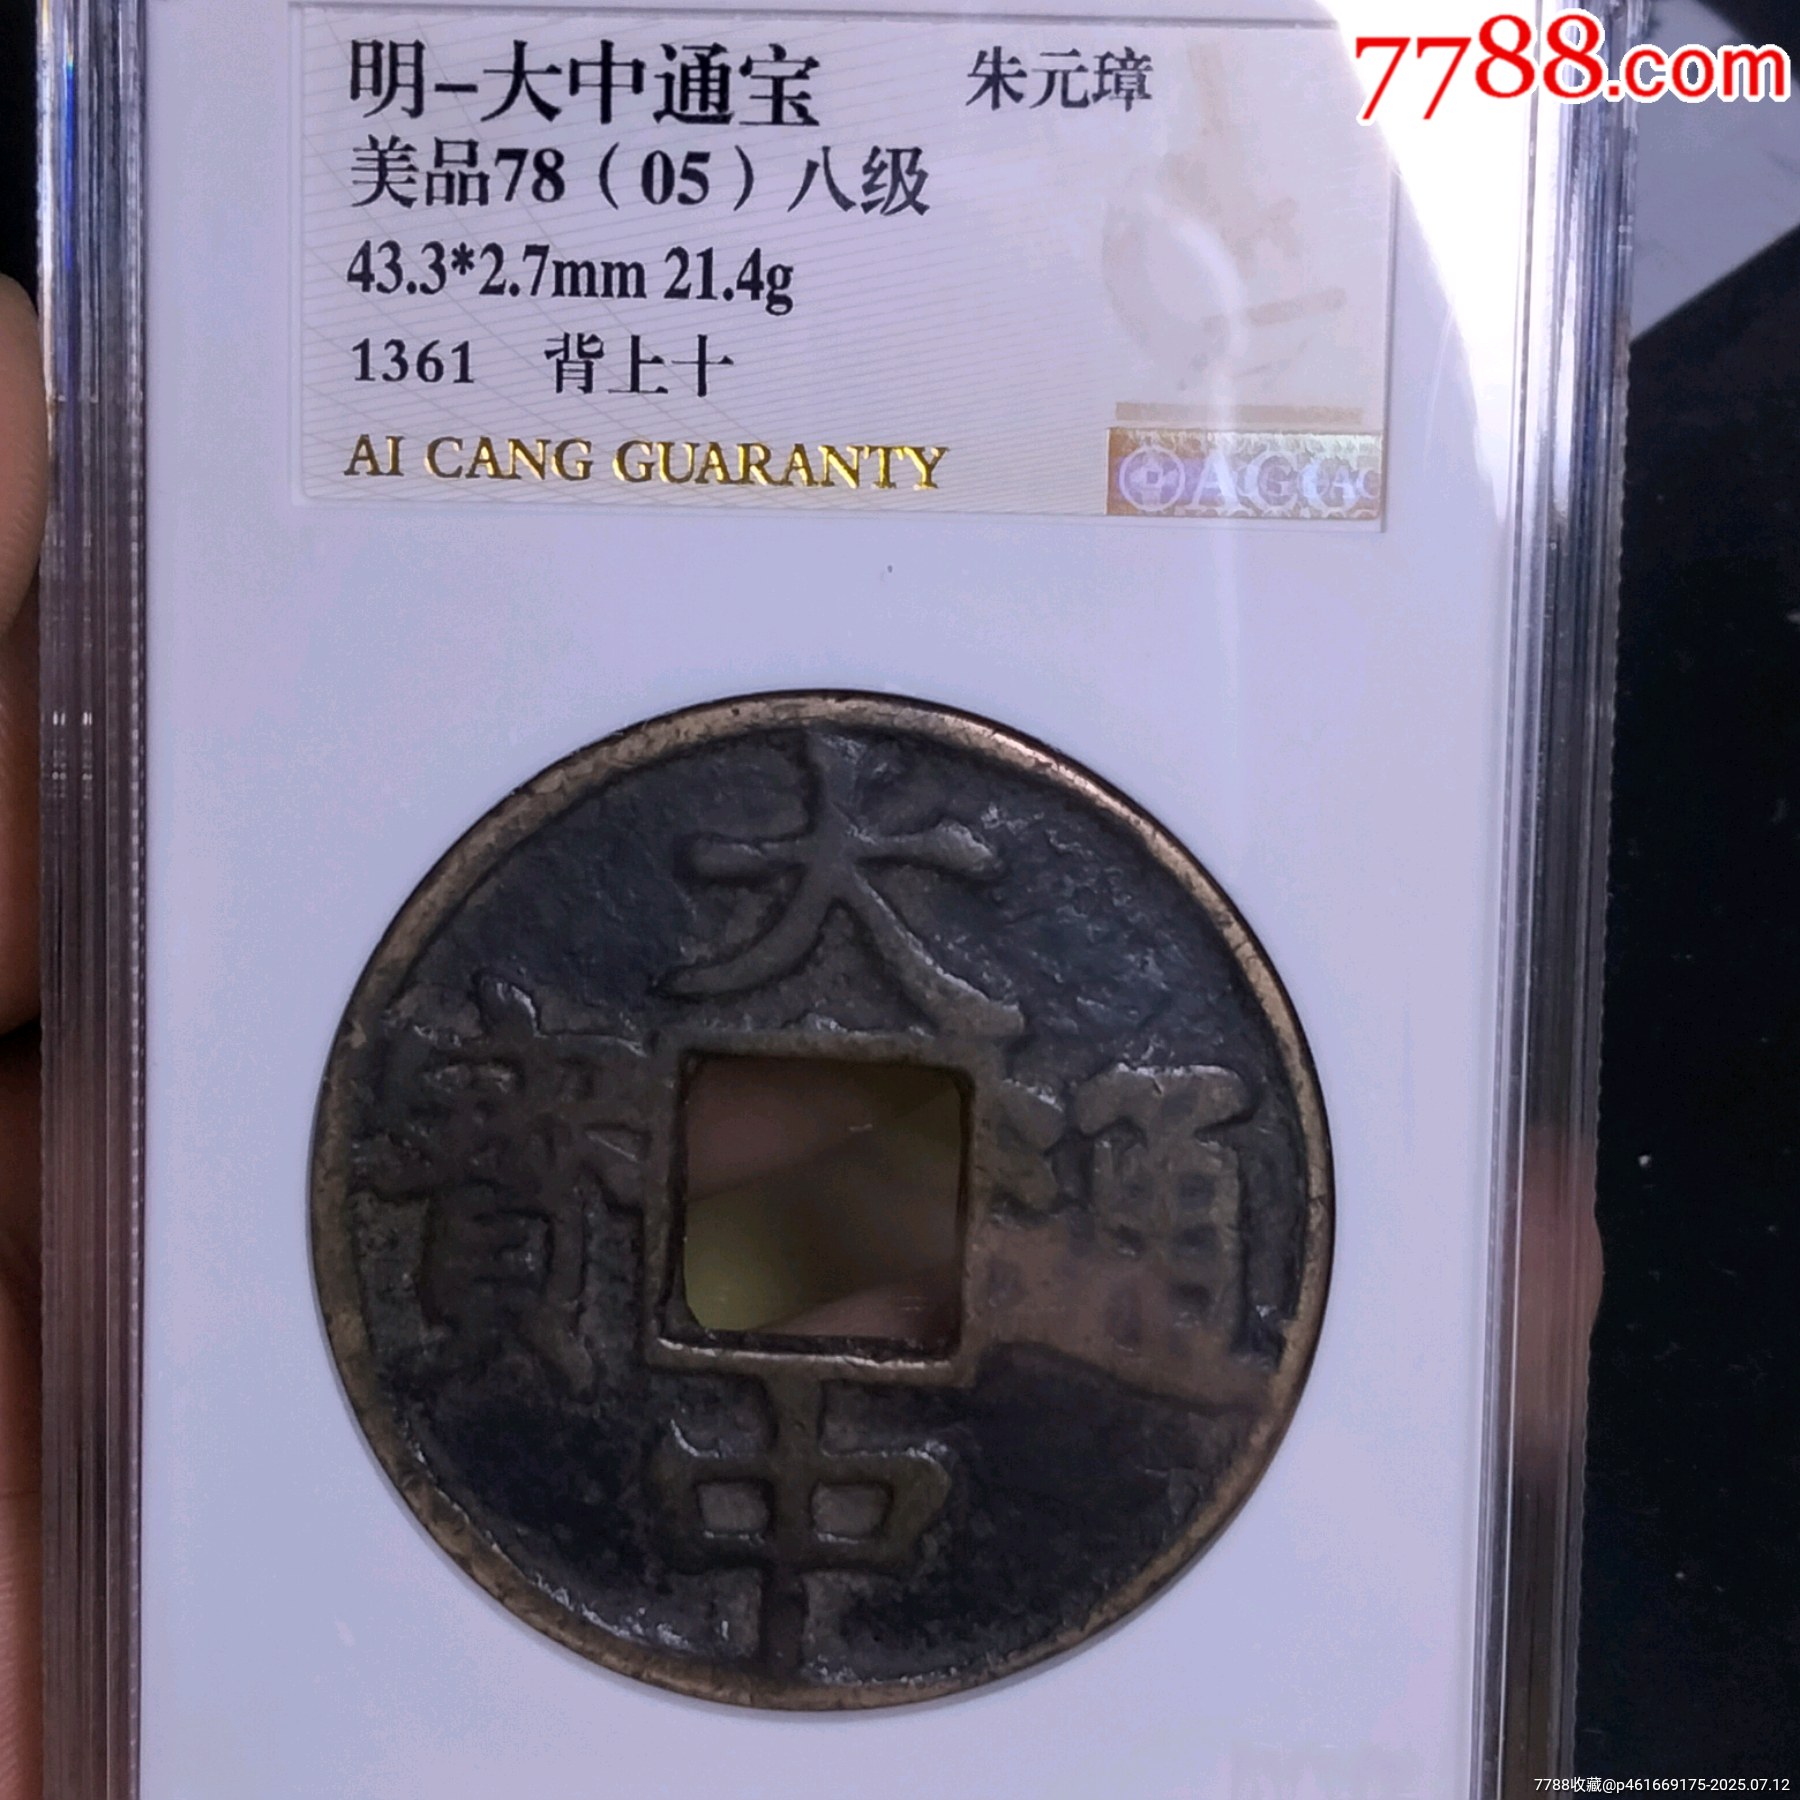 7788.com
明-大中通宝 朱元璋
美品78（05）八级
43.3*2.7mm 21.4g
1361 背上十
AI CANG GUARANTY
大
寳 通
中
7788收藏@p461669175-2025.07.12